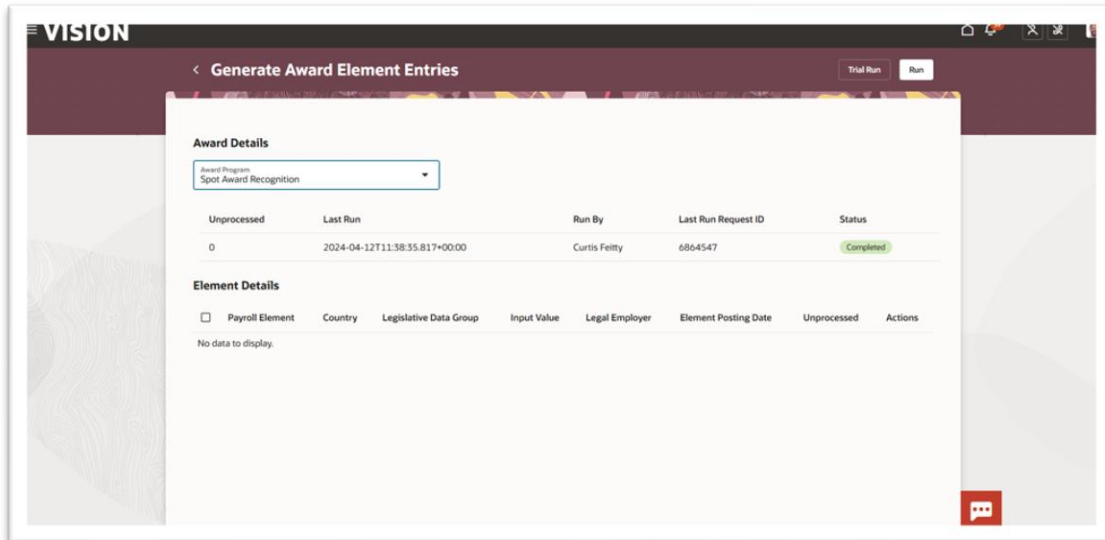 VISION
Generate Award Element Entries
Trial Run
Run
Award Details
Award Program
Spot Award Recognition
Unprocessed Last Run Run By Last Run Request ID Status
0 2024-04-12T11:38:35.817+00:00 Curtis Feitty 6864547 Completed
Element Details
Payroll Element Country Legislative Data Group Input Value Legal Employer Element Posting Date Unprocessed Actions
No data to display.